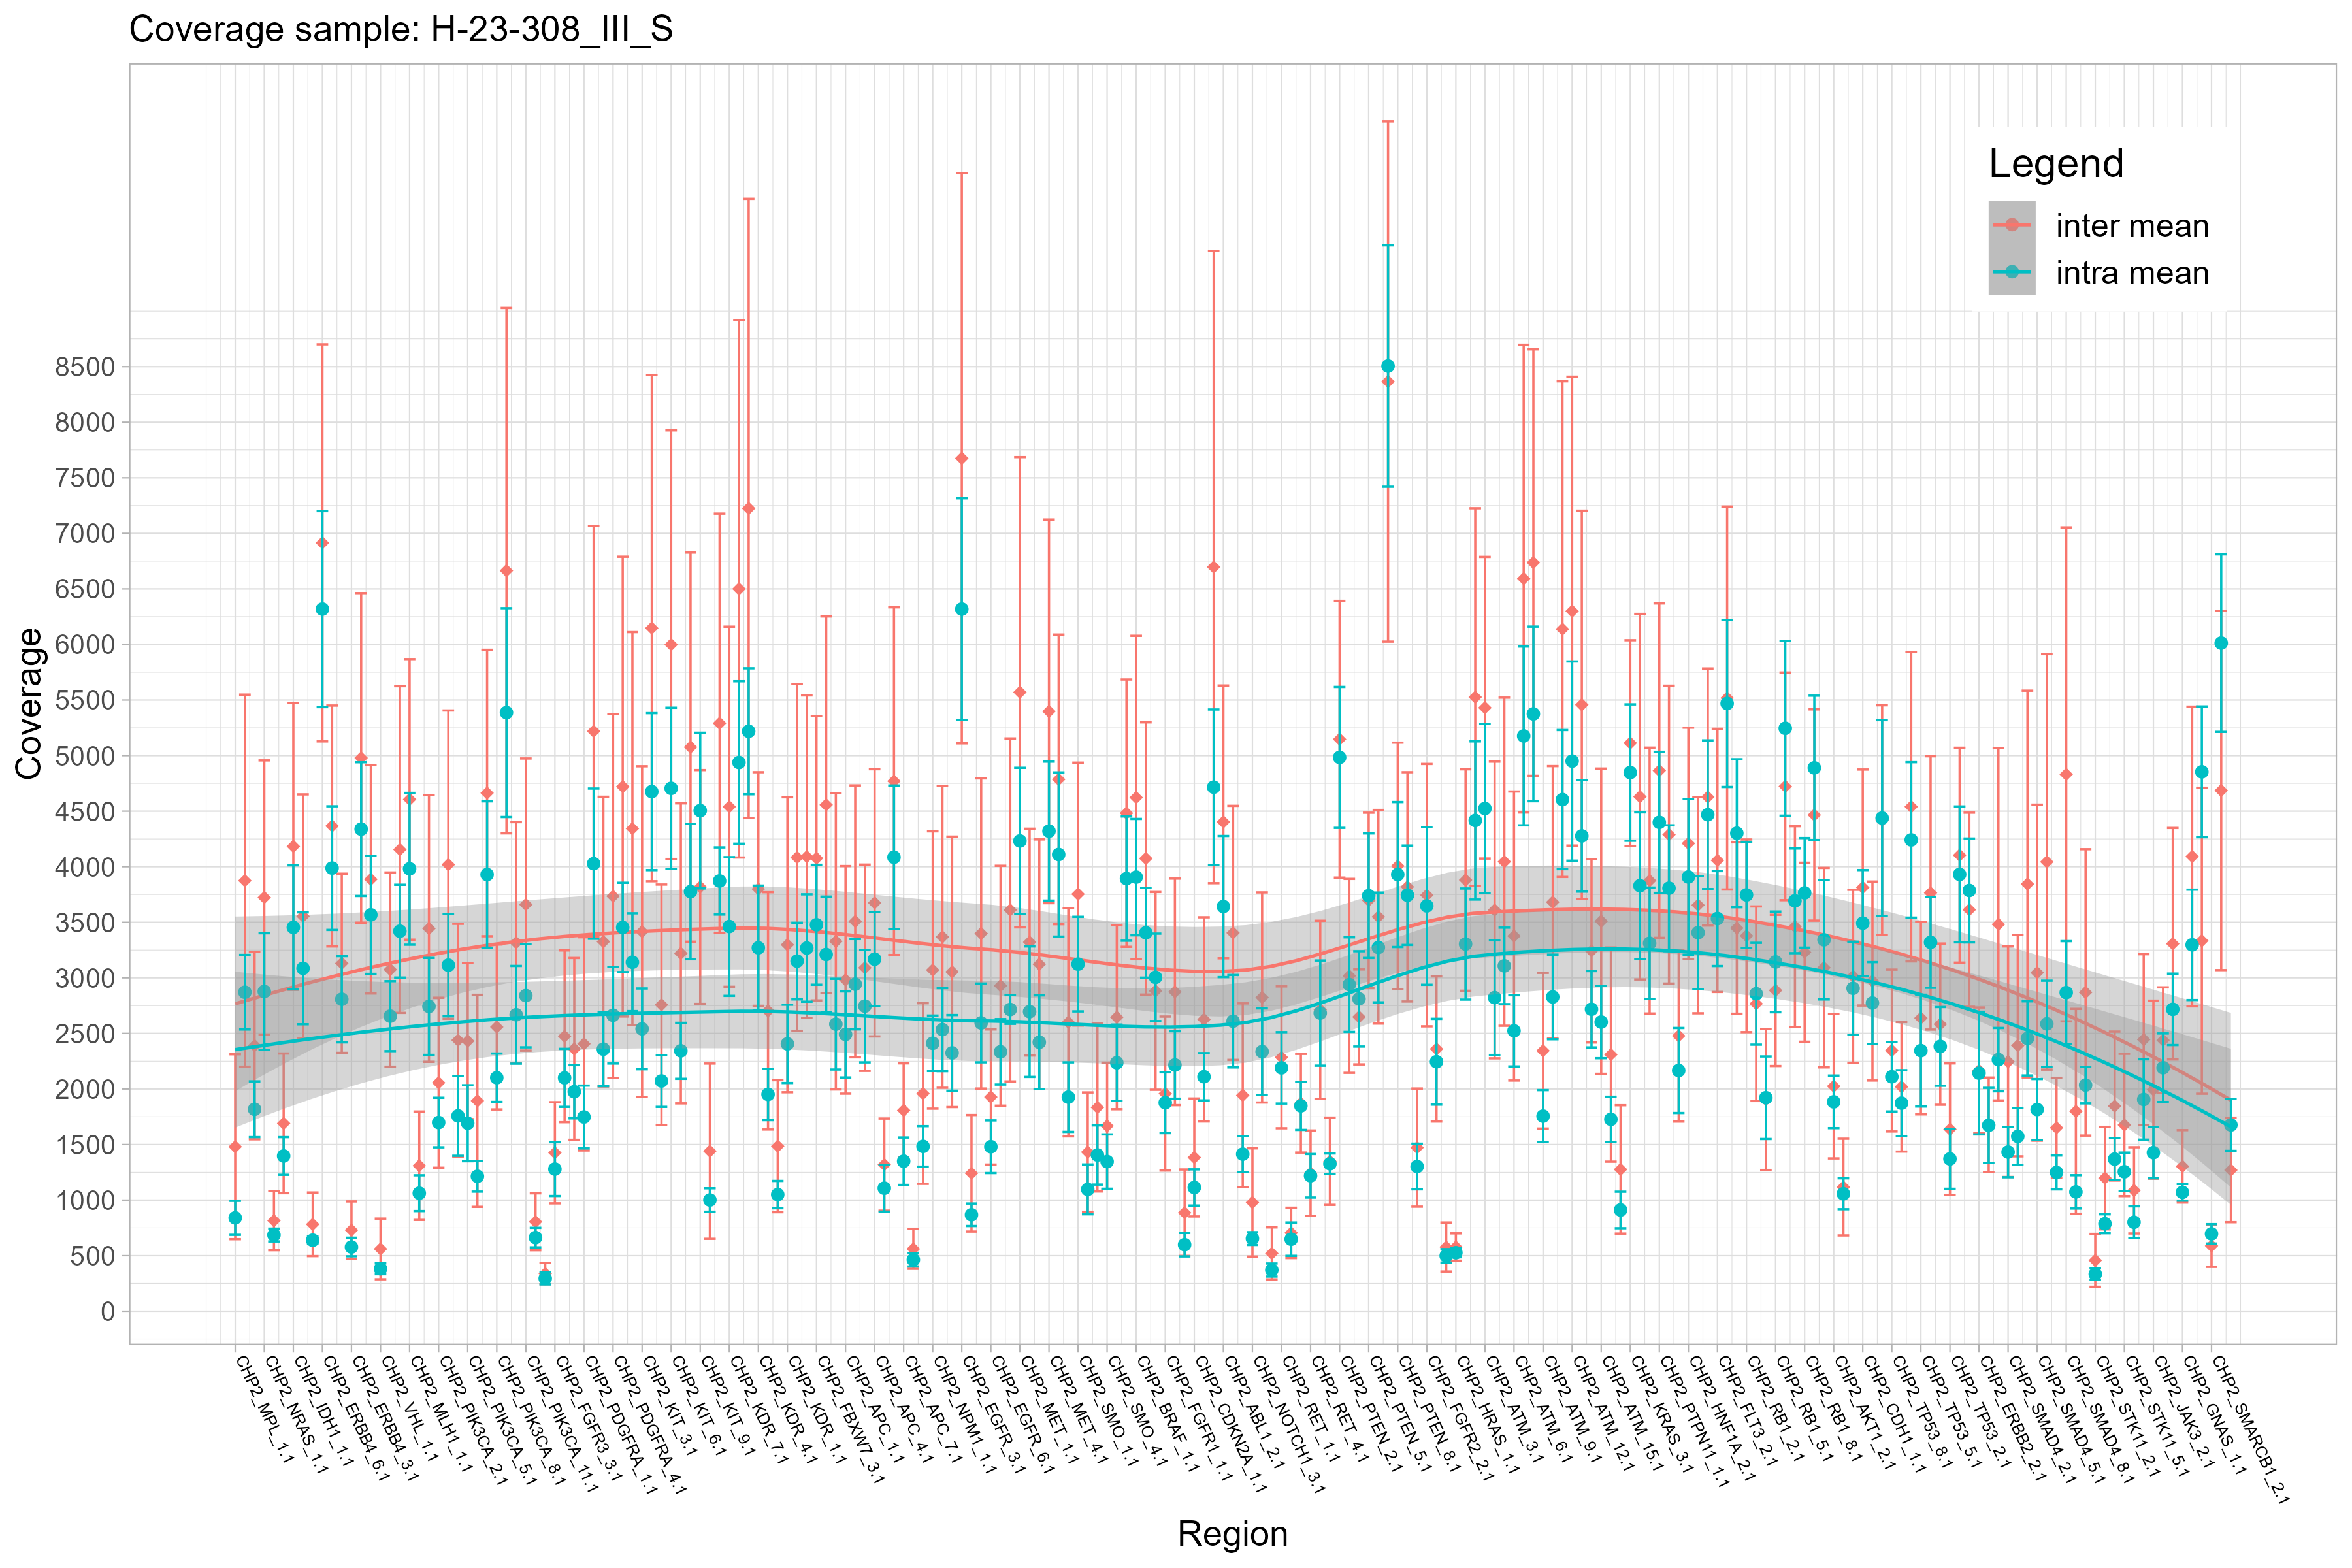 Coverage sample: H-23-308_III_S
Legend
inter mean
intra mean
Coverage
8500
8000
7500
7000
6500
6000
5500
5000
4500
4000
3500
3000
2500
2000
1500
1000
500
0
CHP2_MPL_1.1
CHP2_NRAS_1.1
CHP2_IDH1_1.1
CHP2_ERBB4_6.1
CHP2_ERBB4_3.1
CHP2_VHL_1.1
CHP2_MLH1_1.1
CHP2_PIK3CA_2.1
CHP2_PIK3CA_5.1
CHP2_PIK3CA_8.1
CHP2_PIK3CA_11.1
CHP2_FGFR3_3.1
CHP2_PDGFRA_1.1
CHP2_PDGFRA_4.1
CHP2_KIT_3.1
CHP2_KIT_6.1
CHP2_KIT_9.1
CHP2_KDR_7.1
CHP2_KDR_4.1
CHP2_KDR_1.1
CHP2_FBXW7_3.1
CHP2_APC_1.1
CHP2_APC_4.1
CHP2_APC_7.1
CHP2_NPM1_1.1
CHP2_EGFR_3.1
CHP2_EGFR_6.1
CHP2_MET_1.1
CHP2_MET_4.1
CHP2_SMO_1.1
CHP2_SMO_4.1
CHP2_BRAF_1.1
CHP2_FGFR1_1.1
CHP2_CDKN2A_1.1
CHP2_ABL1_2.1
CHP2_NOTCH1_3.1
CHP2_RET_1.1
CHP2_RET_4.1
CHP2_PTEN_2.1
CHP2_PTEN_5.1
CHP2_PTEN_8.1
CHP2_FGFR2_2.1
CHP2_HRAS_1.1
CHP2_ATM_3.1
CHP2_ATM_6.1
CHP2_ATM_9.1
CHP2_ATM_12.1
CHP2_ATM_15.1
CHP2_KRAS_3.1
CHP2_PTPN11_1.1
CHP2_HNF1A_2.1
CHP2_FLT3_2.1
CHP2_RB1_2.1
CHP2_RB1_5.1
CHP2_RB1_8.1
CHP2_AKT1_2.1
CHP2_CDH1_1.1
CHP2_TP53_8.1
CHP2_TP53_5.1
CHP2_TP53_2.1
CHP2_ERBB2_2.1
CHP2_SMAD4_2.1
CHP2_SMAD4_5.1
CHP2_SMAD4_8.1
CHP2_STK11_2.1
CHP2_STK11_5.1
CHP2_JAK3_2.1
CHP2_GNAS_1.1
CHP2_SMARCB1_2.1
Region